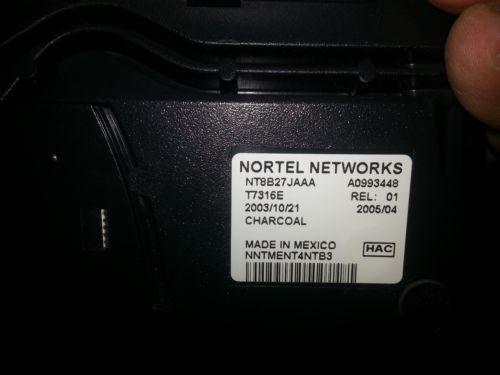 NORTEL NETWORKS
NT8B27JAAA A0993448
T7316E REL: 01
2003/10/21 2005/04
CHARCOAL
MADE IN MEXICO HAC
NNTMENT4NTB3